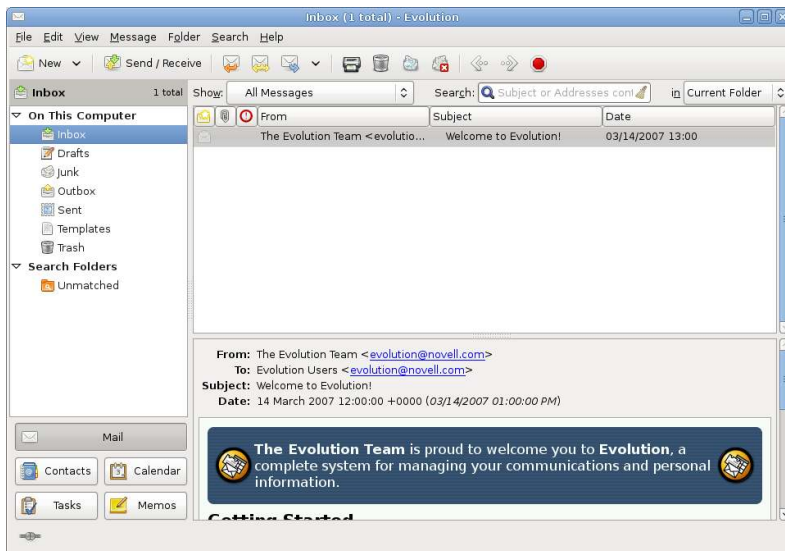 Inbox (1 total) - Evolution
File Edit View Message Folder Search Help
New Send / Receive
Inbox 1 total Show: All Messages Search: Subject or Addresses cont in Current Folder
On This Computer
Inbox
Drafts
Junk
Outbox
Sent
Templates
Trash
Search Folders
Unmatched
From Subject Date
The Evolution Team <evolutio... Welcome to Evolution! 03/14/2007 13:00
From: The Evolution Team <evolution@novell.com>
To: Evolution Users <evolution@novell.com>
Subject: Welcome to Evolution!
Date: 14 March 2007 12:00:00 +0000 (03/14/2007 01:00:00 PM)
The Evolution Team is proud to welcome you to Evolution, a
complete system for managing your communications and personal
information.
Getting Started
Mail
Contacts Calendar
Tasks Memos